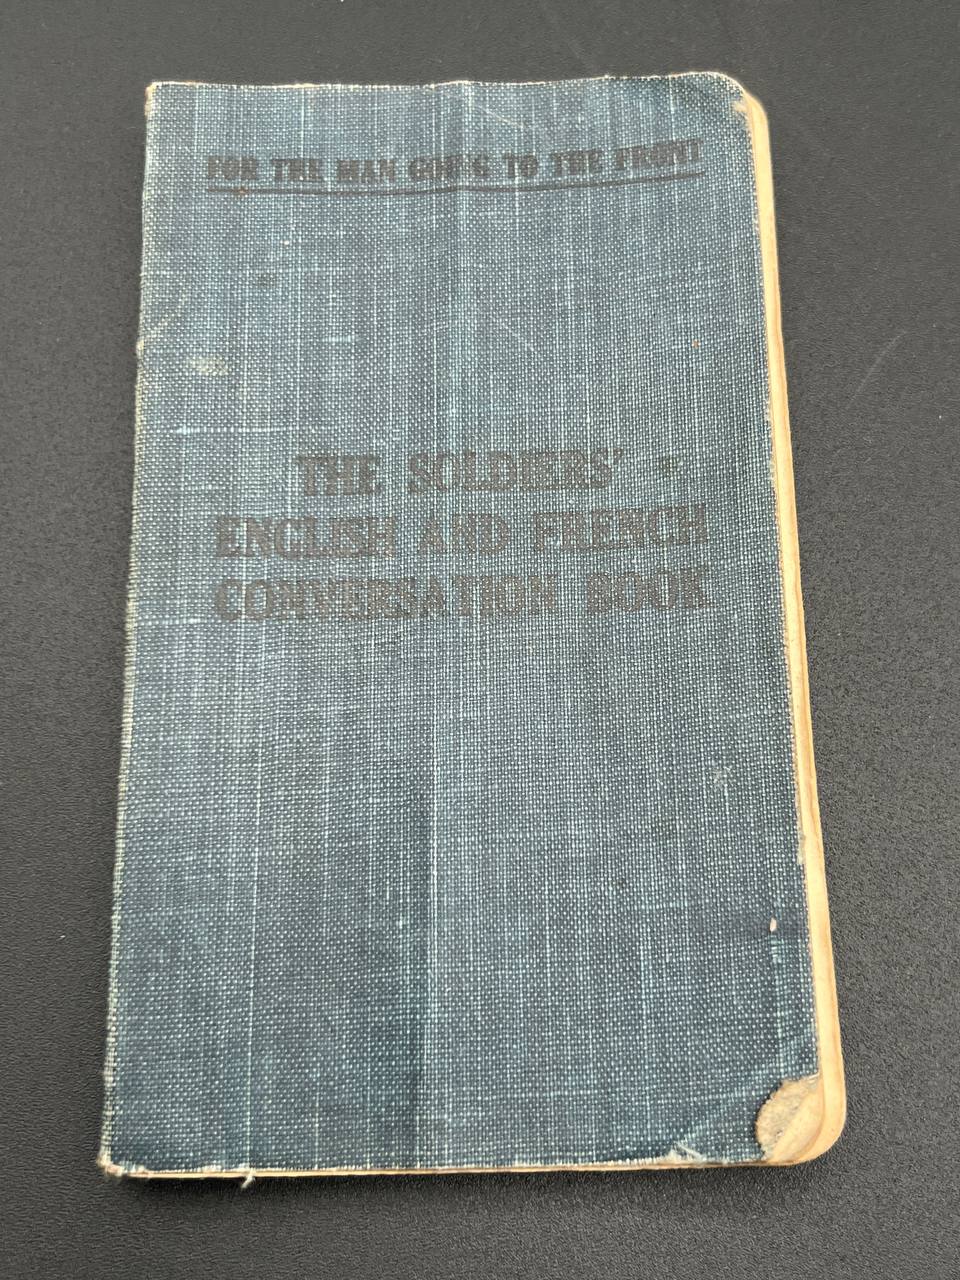 FOR THE MAN GOING TO THE FRONT
THE SOLDIERS'
ENGLISH AND FRENCH
CONVERSATION BOOK